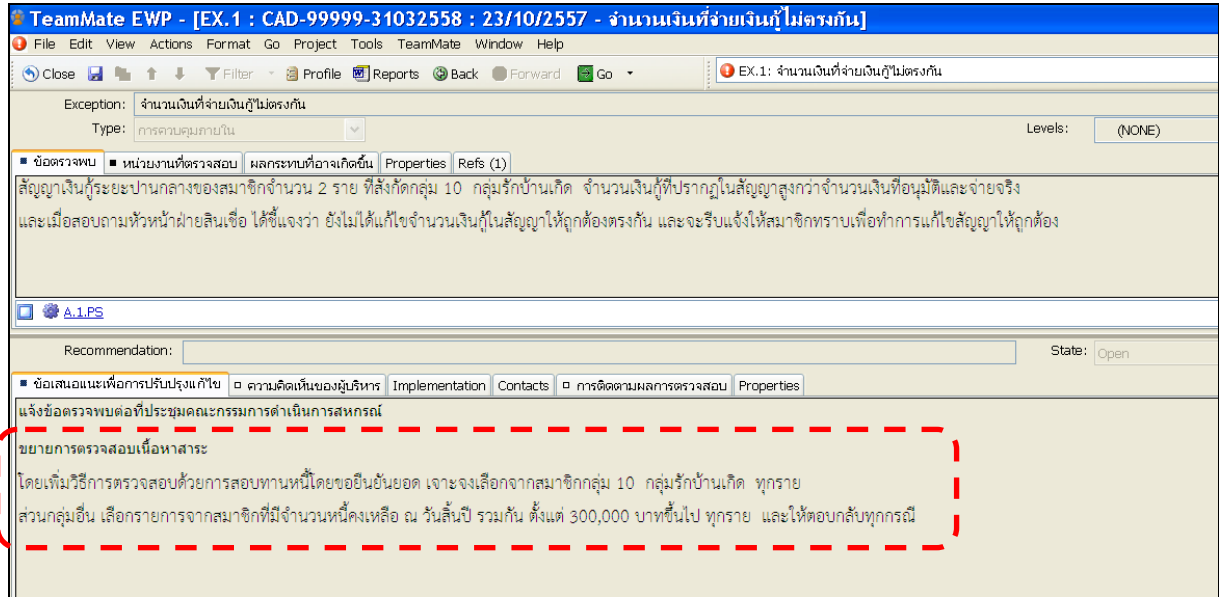 TeamMate EWP - [EX.1 : CAD-99999-31032558 : 23/10/2557 - จำนวนเงินที่จ่ายเงินกู้ไม่ตรงกัน]
File Edit View Actions Format Go Project Tools TeamMate Window Help
Close Filter Profile Reports Back Forward Go EX.1: จำนวนเงินที่จ่ายเงินกู้ไม่ตรงกัน
Exception: จำนวนเงินที่จ่ายเงินกู้ไม่ตรงกัน
Type: การควบคุมภายใน Levels: (NONE)
ข้อตรวจพบ หน่วยงานที่ตรวจสอบ ผลกระทบที่อาจเกิดขึ้น Properties Refs (1)
สัญญาเงินกู้ระยะปานกลางของสมาชิกจำนวน 2 ราย ที่สังกัดกลุ่ม 10 กลุ่มรักบ้านเกิด จำนวนเงินกู้ที่ปรากฏในสัญญาสูงกว่าจำนวนเงินที่อนุมัติและจ่ายจริง
และเมื่อสอบถามหัวหน้าฝ่ายสินเชื่อ ได้ชี้แจงว่า ยังไม่ได้แก้ไขจำนวนเงินกู้ในสัญญาให้ถูกต้องตรงกัน และจะรีบแจ้งให้สมาชิกทราบเพื่อทำการแก้ไขสัญญาให้ถูกต้อง
A.1.PS
Recommendation: State: Open
ข้อเสนอแนะเพื่อการปรับปรุงแก้ไข ความคิดเห็นของผู้บริหาร Implementation Contacts การติดตามผลการตรวจสอบ Properties
แจ้งข้อตรวจพบต่อที่ประชุมคณะกรรมการดำเนินการสหกรณ์
ขยายการตรวจสอบเนื้อหาสาระ
โดยเพิ่มวิธีการตรวจสอบด้วยการสอบทานหนี้โดยขอยืนยันยอด เจาะจงเลือกจากสมาชิกกลุ่ม 10 กลุ่มรักบ้านเกิด ทุกราย
ส่วนกลุ่มอื่น เลือกรายการจากสมาชิกที่มีจำนวนหนี้คงเหลือ ณ วันสิ้นปี รวมกัน ตั้งแต่ 300,000 บาทขึ้นไป ทุกราย และให้ตอบกลับทุกกรณี